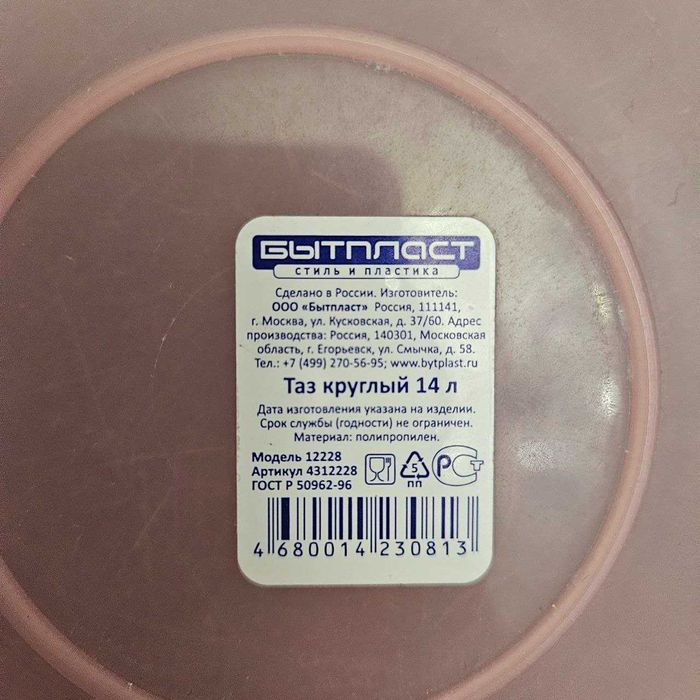 БЫТПЛАСТ
СТИЛЬ И ПЛАСТИКА
Сделано в России. Изготовитель:
ООО «Бытпласт» Россия, 111141,
г. Москва, ул. Кусковская, д. 37/60. Адрес
производства: Россия, 140301, Московская
область, г. Егорьевск, ул. Смычка, д. 58.
Тел.: +7 (499) 270-56-95; www.bytplast.ru
Таз круглый 14 л
Дата изготовления указана на изделии.
Срок службы (годности) не ограничен.
Материал: полипропилен.
Модель 12228
Артикул 4312228
ГОСТ Р 50962-96
5
ПП
РСТ
4 680014 230813